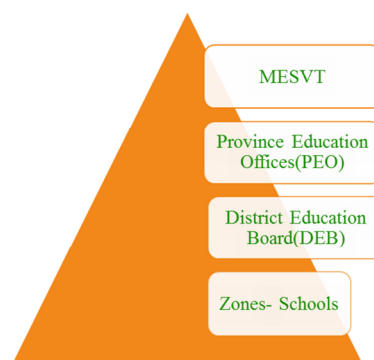 MESVT
Province Education
Offices(PEO)
District Education
Board(DEB)
Zones- Schools